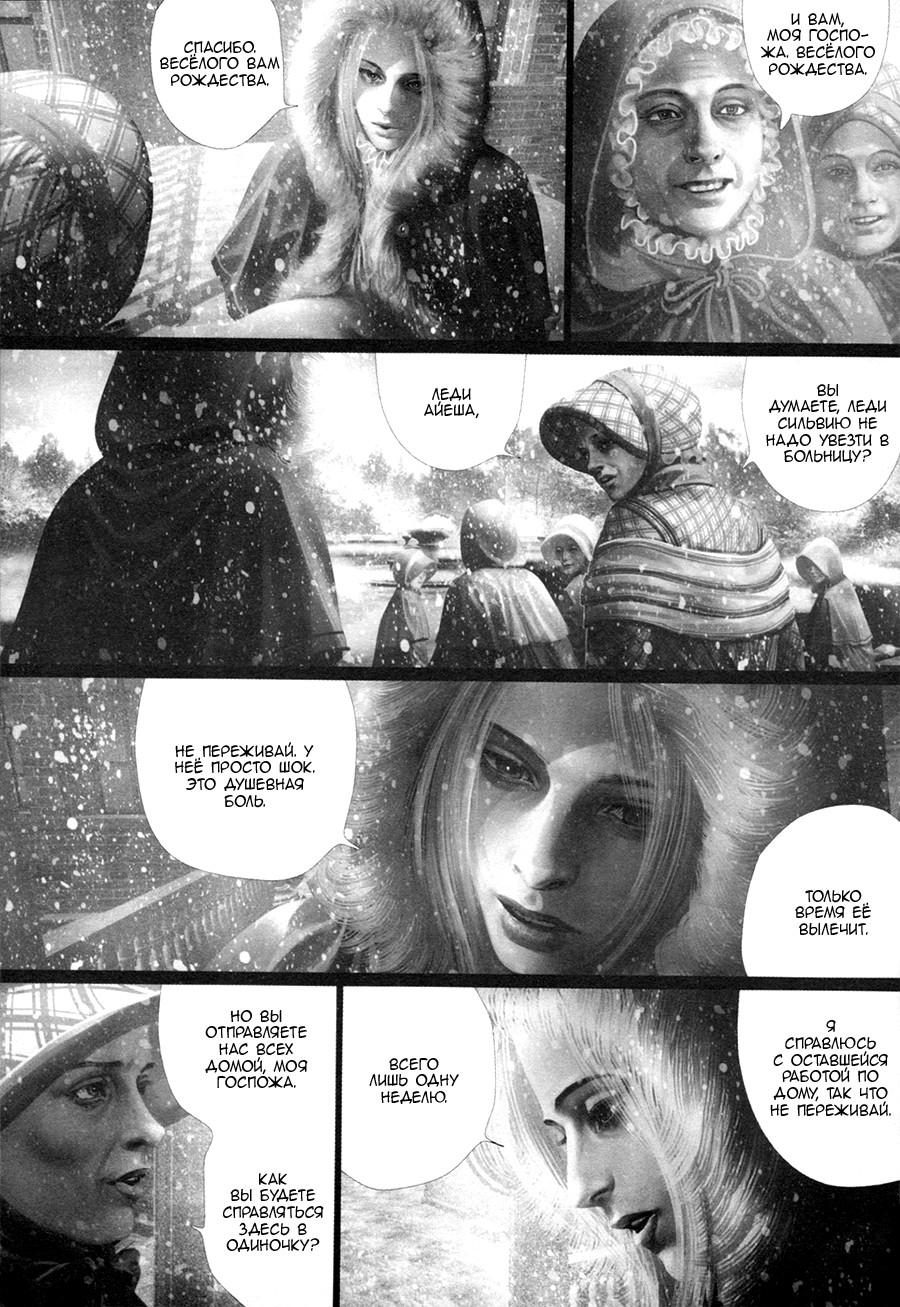 СПАСИБО.
ВЕСЁЛОГО ВАМ
РОЖДЕСТВА.
И ВАМ,
МОЯ ГОСПО-
ЖА. ВЕСЁЛОГО
РОЖДЕСТВА.
ЛЕДИ
АЙЕША,
ВЫ
ДУМАЕТЕ, ЛЕДИ
СИЛЬВИЮ НЕ
НАДО УВЕЗТИ В
БОЛЬНИЦУ?
НЕ ПЕРЕЖИВАЙ. У
НЕЁ ПРОСТО ШОК.
ЭТО ДУШЕВНАЯ
БОЛЬ.
ТОЛЬКО
ВРЕМЯ ЕЁ
ВЫЛЕЧИТ.
НО ВЫ
ОТПРАВЛЯЕТЕ
НАС ВСЕХ
ДОМОЙ, МОЯ
ГОСПОЖА.
КАК
ВЫ БУДЕТЕ
СПРАВЛЯТЬСЯ
ЗДЕСЬ В
ОДИНОЧКУ?
ВСЕГО
ЛИШЬ ОДНУ
НЕДЕЛЮ.
Я
СПРАВЛЮСЬ
С ОСТАВШЕЙСЯ
РАБОТОЙ ПО
ДОМУ, ТАК ЧТО
НЕ ПЕРЕЖИВАЙ.